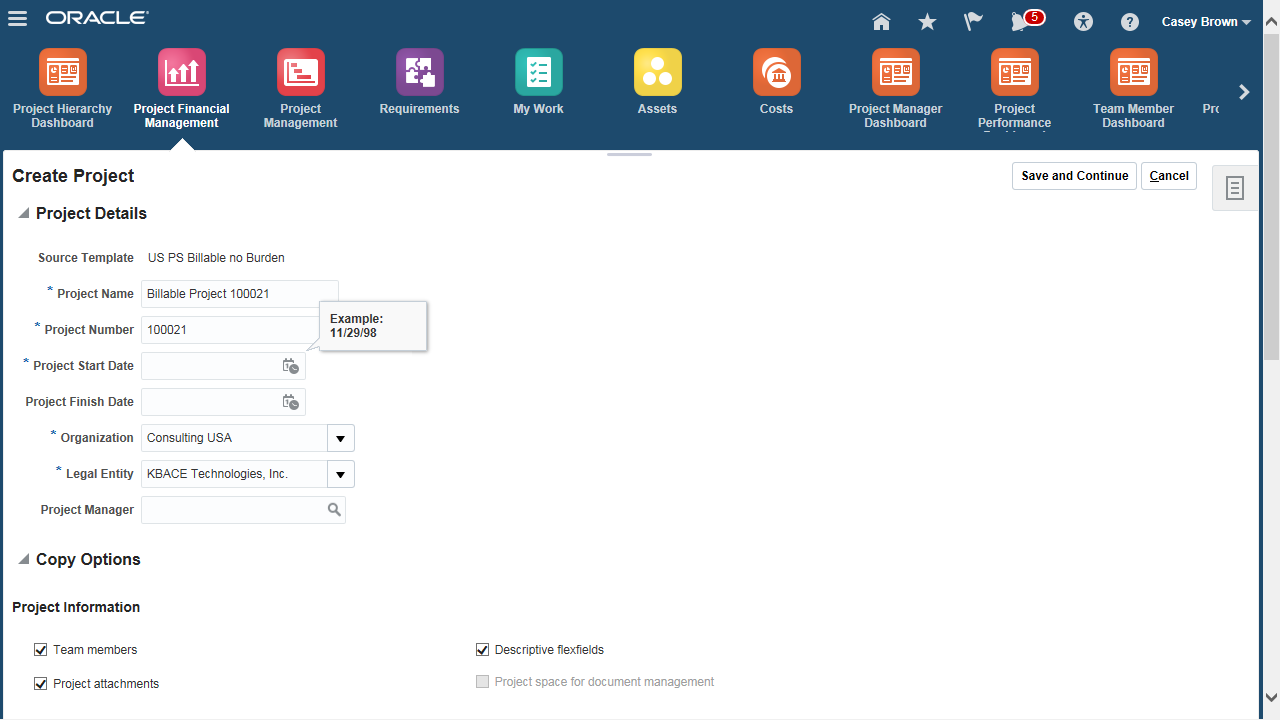 ORACLE®
5
Casey Brown
Project Hierarchy
Dashboard
Project Financial
Management
Project
Management
Requirements
My Work
Assets
Costs
Project Manager
Dashboard
Project
Performance
Team Member
Dashboard
Pro
Create Project
Save and Continue
Cancel
Project Details
Source Template US PS Billable no Burden
* Project Name Billable Project 100021
* Project Number 100021
Example:
11/29/98
* Project Start Date
Project Finish Date
* Organization Consulting USA
* Legal Entity KBACE Technologies, Inc.
Project Manager
Copy Options
Project Information
Team members
Descriptive flexfields
Project attachments
Project space for document management